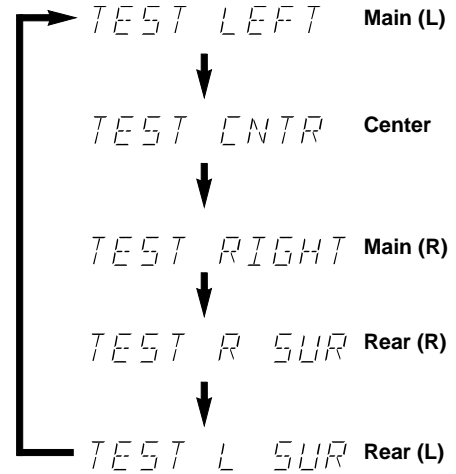 TEST LEFT Main (L)
TEST CNTR Center
TEST RIGHT Main (R)
TEST R SUR Rear (R)
TEST L SUR Rear (L)